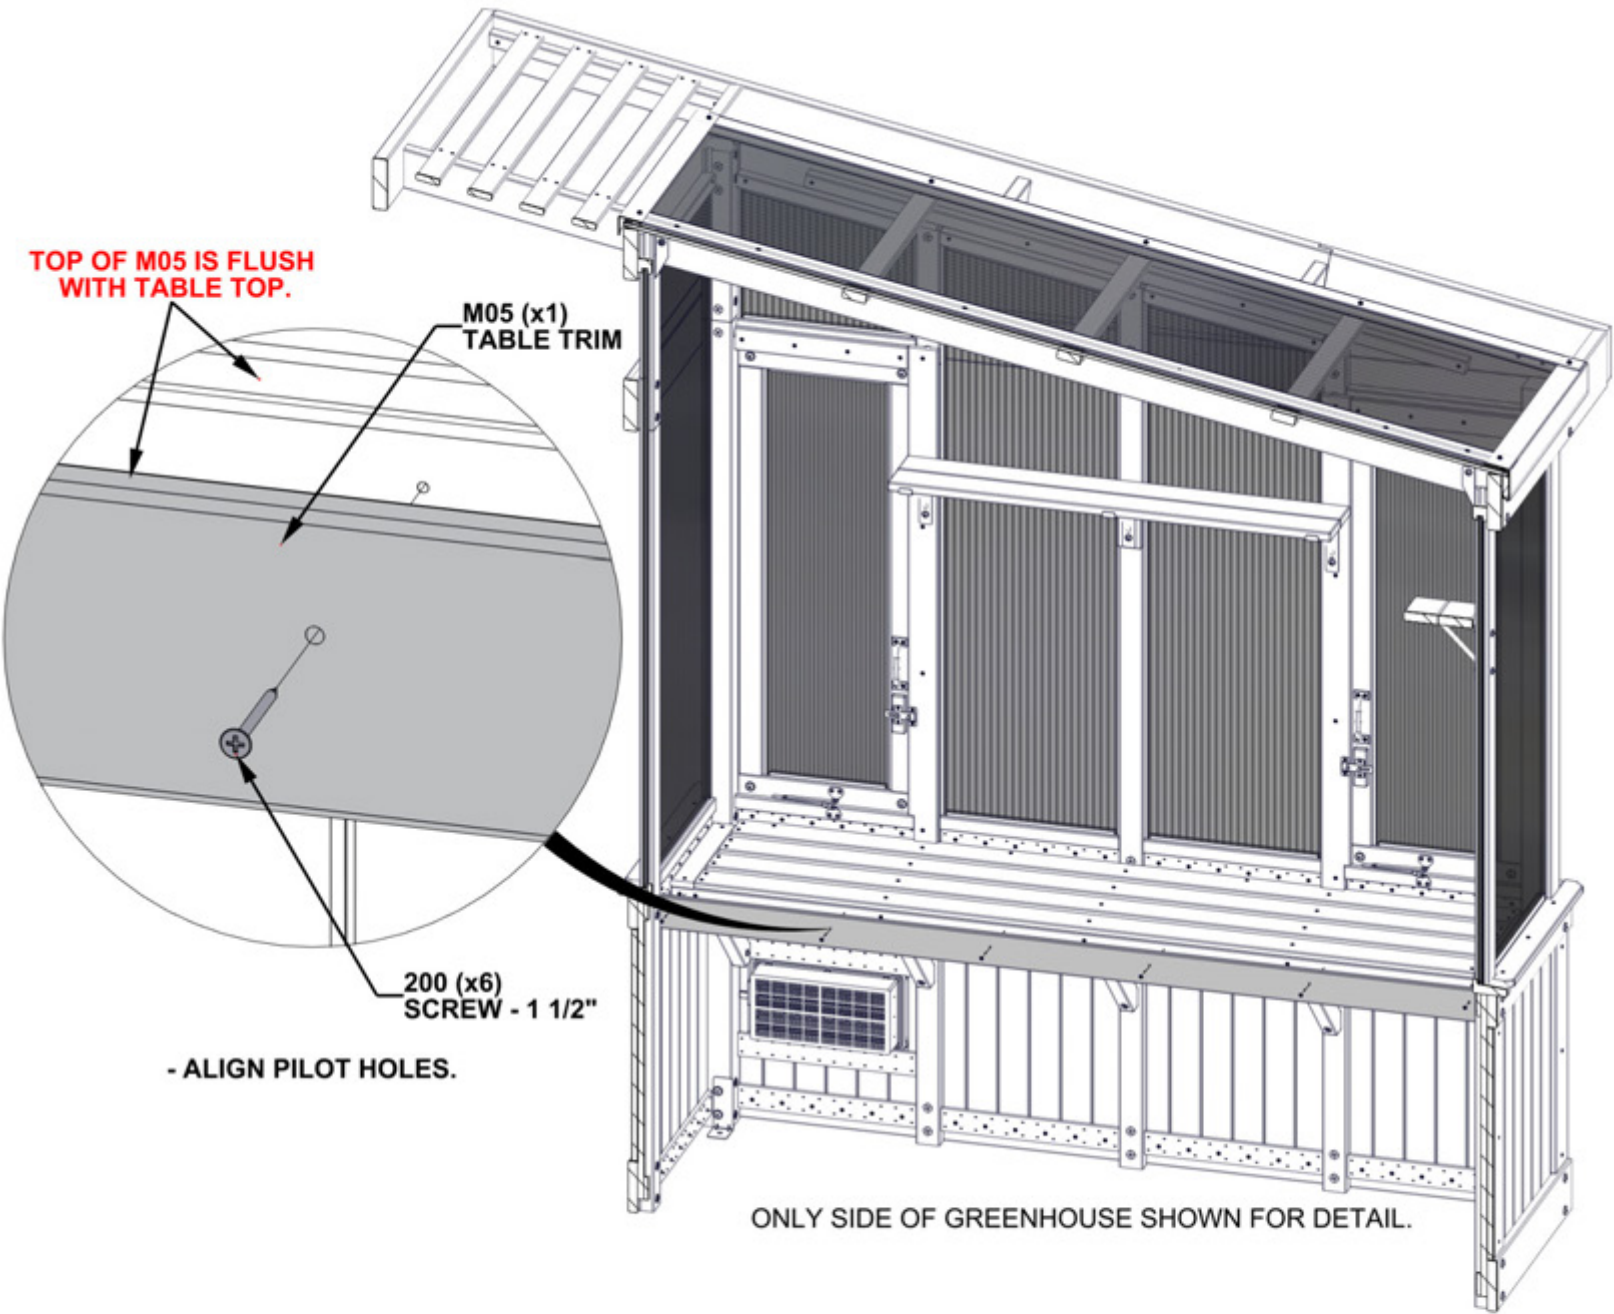 TOP OF M05 IS FLUSH
WITH TABLE TOP.
M05 (x1)
TABLE TRIM
200 (x6)
SCREW - 1 1/2"
- ALIGN PILOT HOLES.
ONLY SIDE OF GREENHOUSE SHOWN FOR DETAIL.